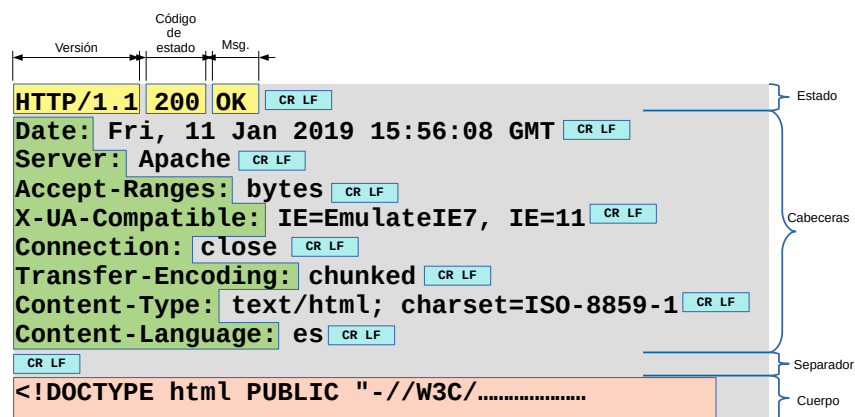 Código
de
estado
Versión
Msg.
HTTP/1.1 200 OK CR LF
Estado
Date: Fri, 11 Jan 2019 15:56:08 GMT CR LF
Server: Apache CR LF
Accept-Ranges: bytes CR LF
X-UA-Compatible: IE=EmulateIE7, IE=11 CR LF
Cabeceras
Connection: close CR LF
Transfer-Encoding: chunked CR LF
Content-Type: text/html; charset=ISO-8859-1 CR LF
Content-Language: es CR LF
CR LF
Separador
<!DOCTYPE html PUBLIC "-//W3C/………………
Cuerpo